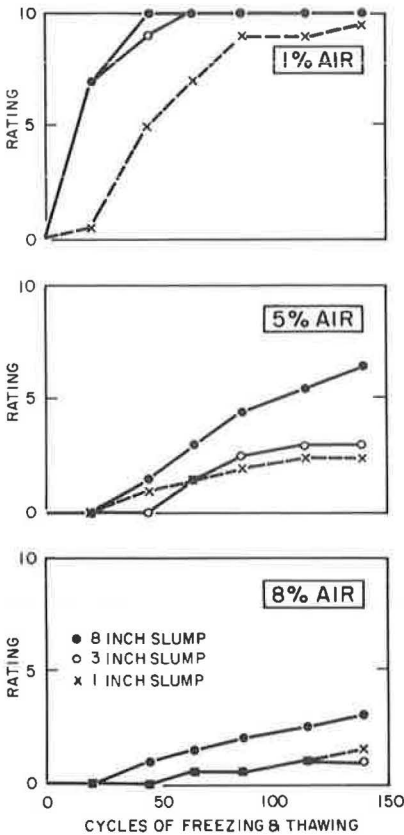 10
5
0
RATING
1% AIR
10
5
0
RATING
5% AIR
10
5
0
RATING
8% AIR
8 INCH SLUMP
3 INCH SLUMP
1 INCH SLUMP
0 50 100 150
CYCLES OF FREEZING & THAWING